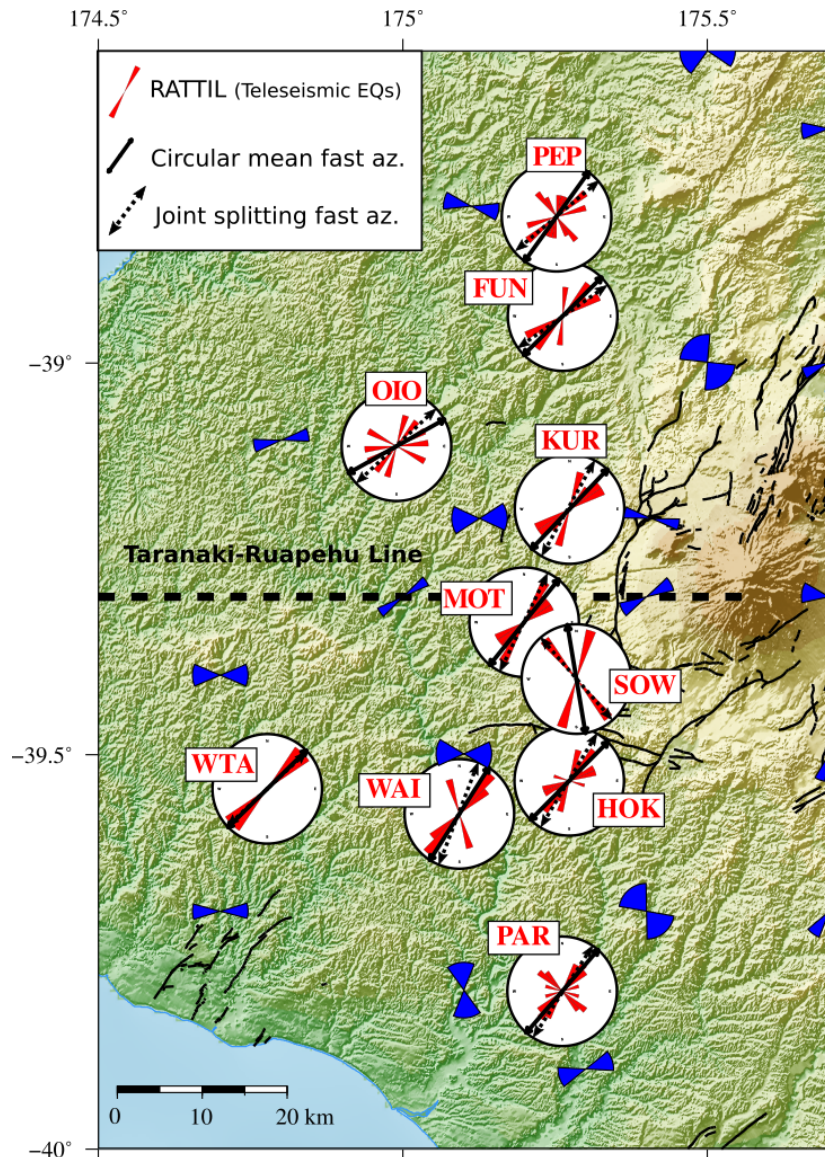 174.5°
175°
175.5°
RATTIL (Teleseismic EQs)
Circular mean fast az.
Joint splitting fast az.
PEP
FUN
−39°
OIO
KUR
Taranaki-Ruapehu Line
MOT
SOW
−39.5°
WTA
WAI
HOK
PAR
0 10 20 km
−40°